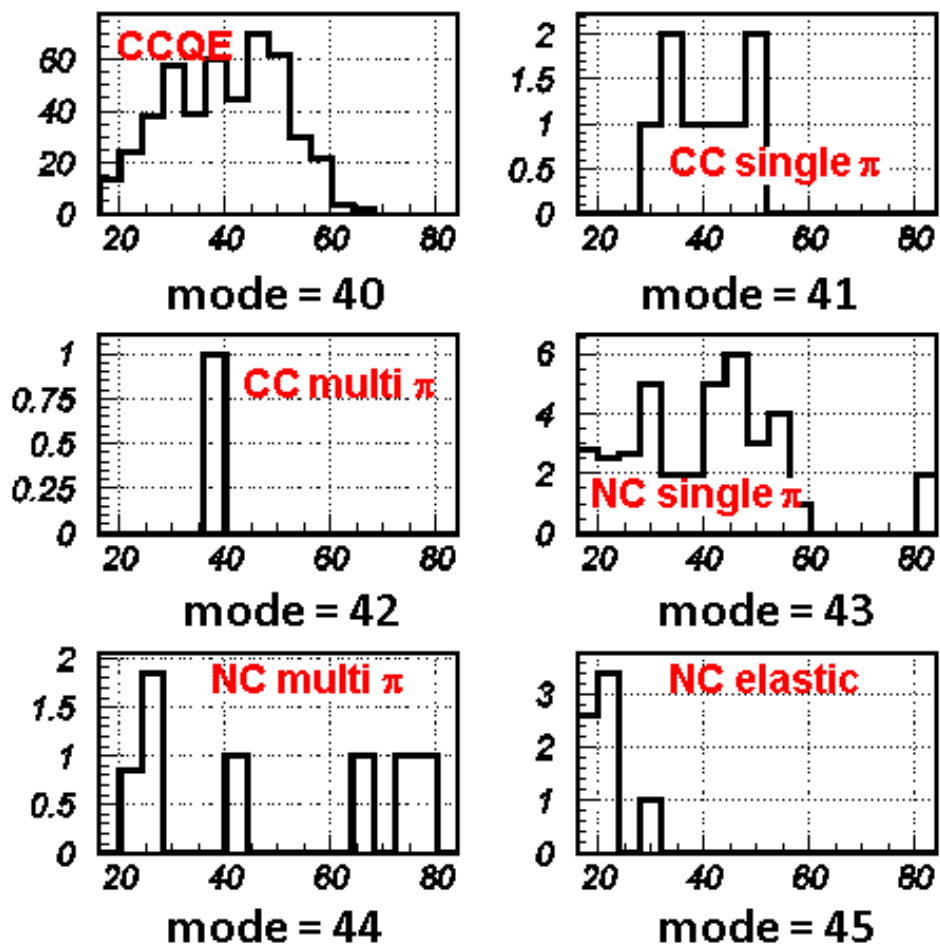 60
40
20
0
CCQE
20 40 60 80
mode = 40
2
1.5
1
0.5
0
CC single π
20 40 60 80
mode = 41
1
0.75
0.5
0.25
0
CC multi π
20 40 60 80
mode = 42
6
4
2
0
NC single π
20 40 60 80
mode = 43
2
1.5
1
0.5
0
NC multi π
20 40 60 80
mode = 44
3
2
1
0
NC elastic
20 40 60 80
mode = 45